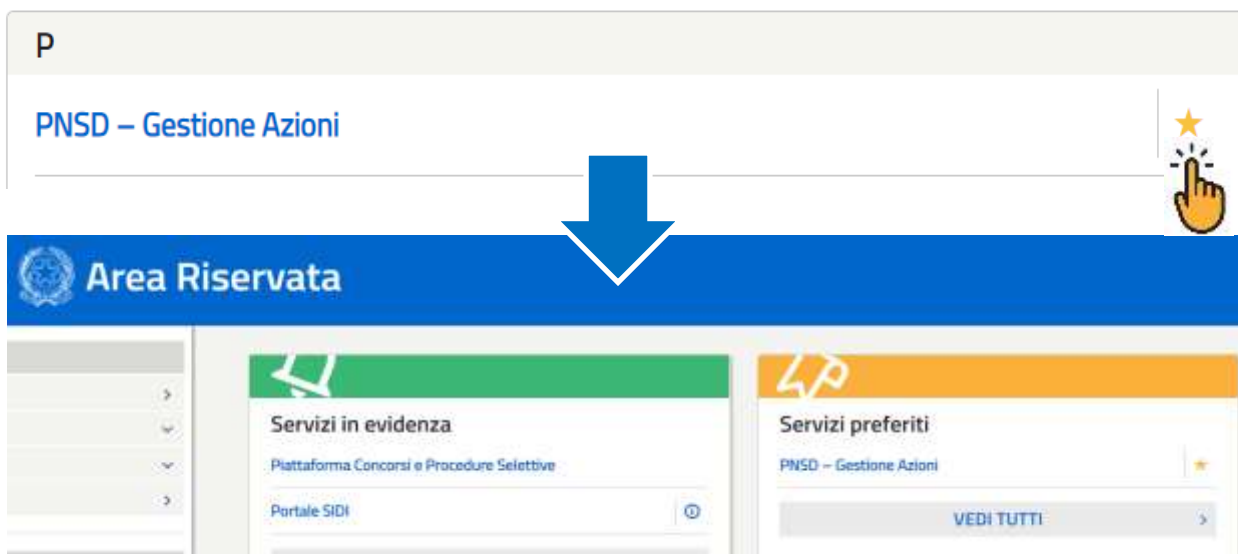 P
PNSD – Gestione Azioni
Area Riservata
Servizi in evidenza
Piattaforma Concorsi e Procedure Selettive
Portale SIDI
Servizi preferiti
PNSD – Gestione Azioni
VEDI TUTTI